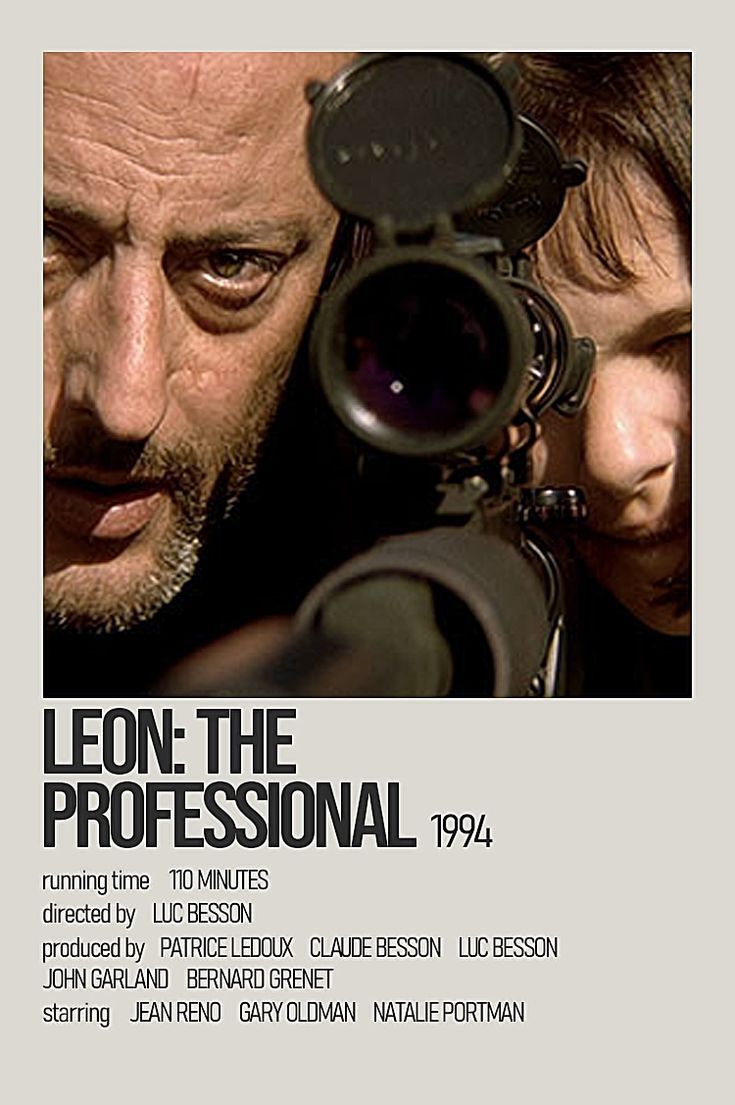 LEON: THE
PROFESSIONAL 1994
running time 110 MINUTES
directed by LUC BESSON
produced by PATRICE LEDOUX CLAUDE BESSON LUC BESSON
JOHN GARLAND BERNARD GRENET
starring JEAN RENO GARY OLDMAN NATALIE PORTMAN